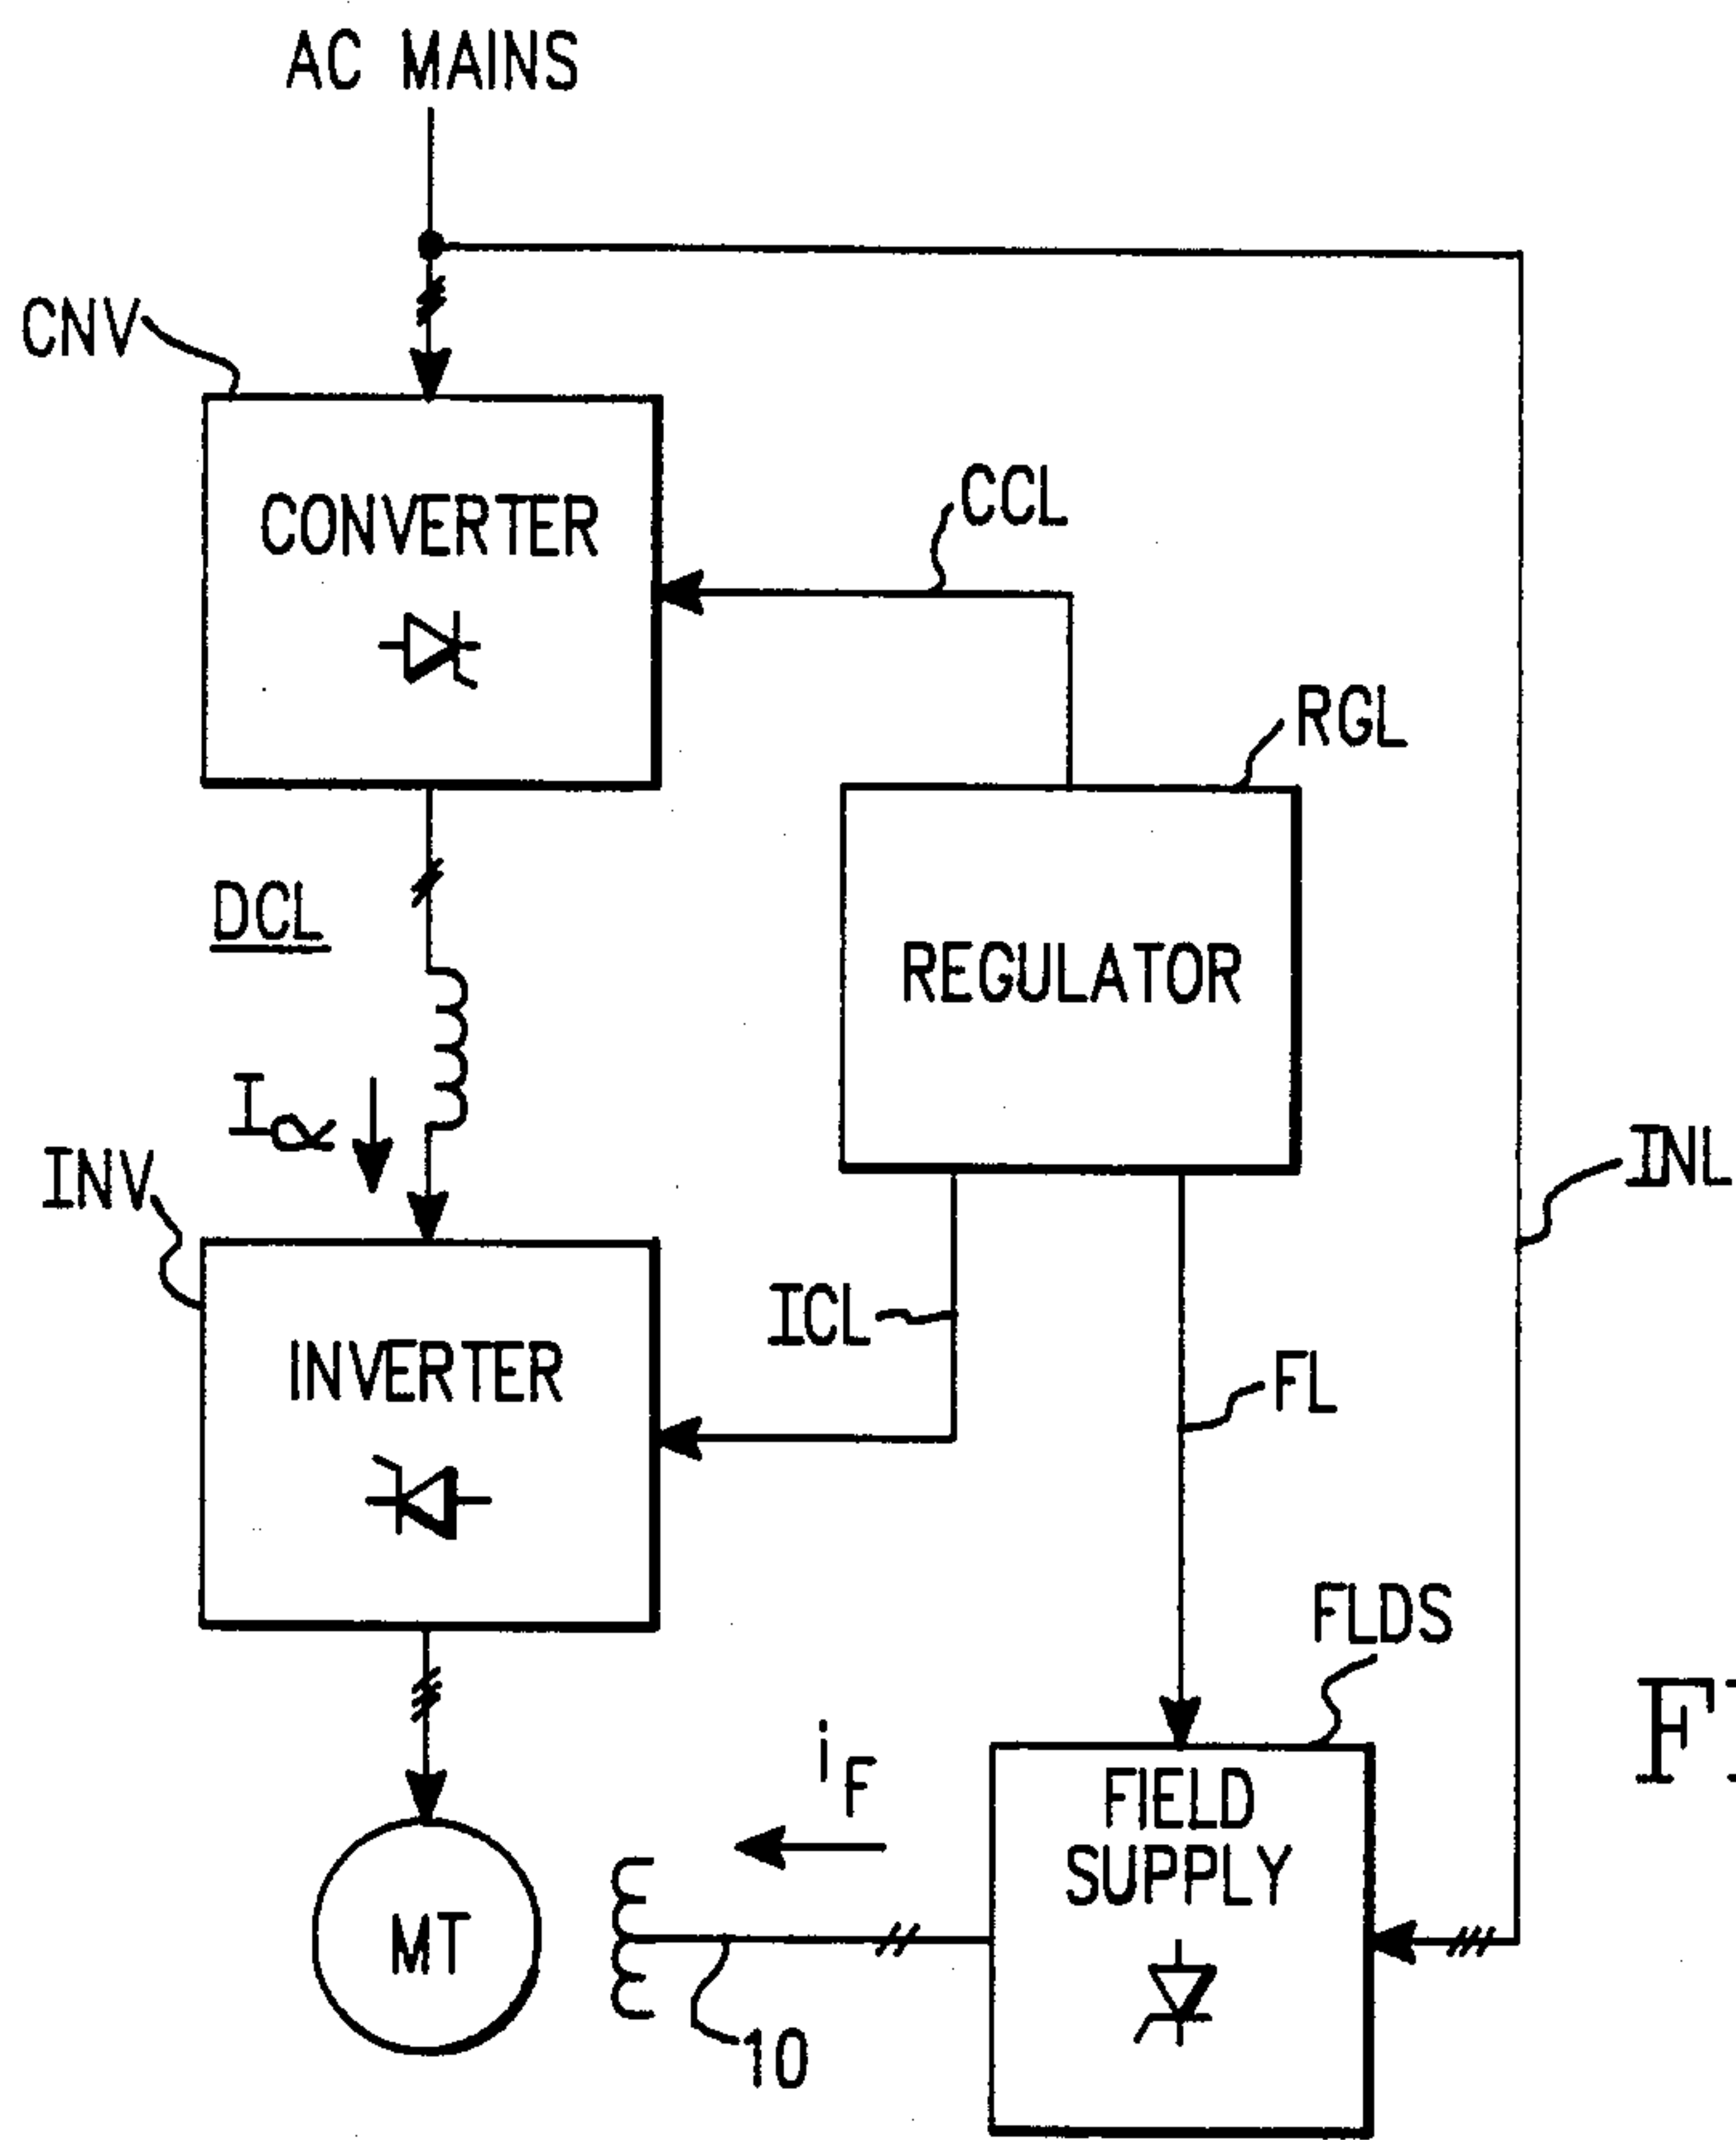 AC MAINS
CNV
CONVERTER
CCL
RGL
DCL
REGULATOR
Iα
INV
INL
ICL
INVERTER
FL
FLDS
iF
FIELD
SUPPLY
MT
10